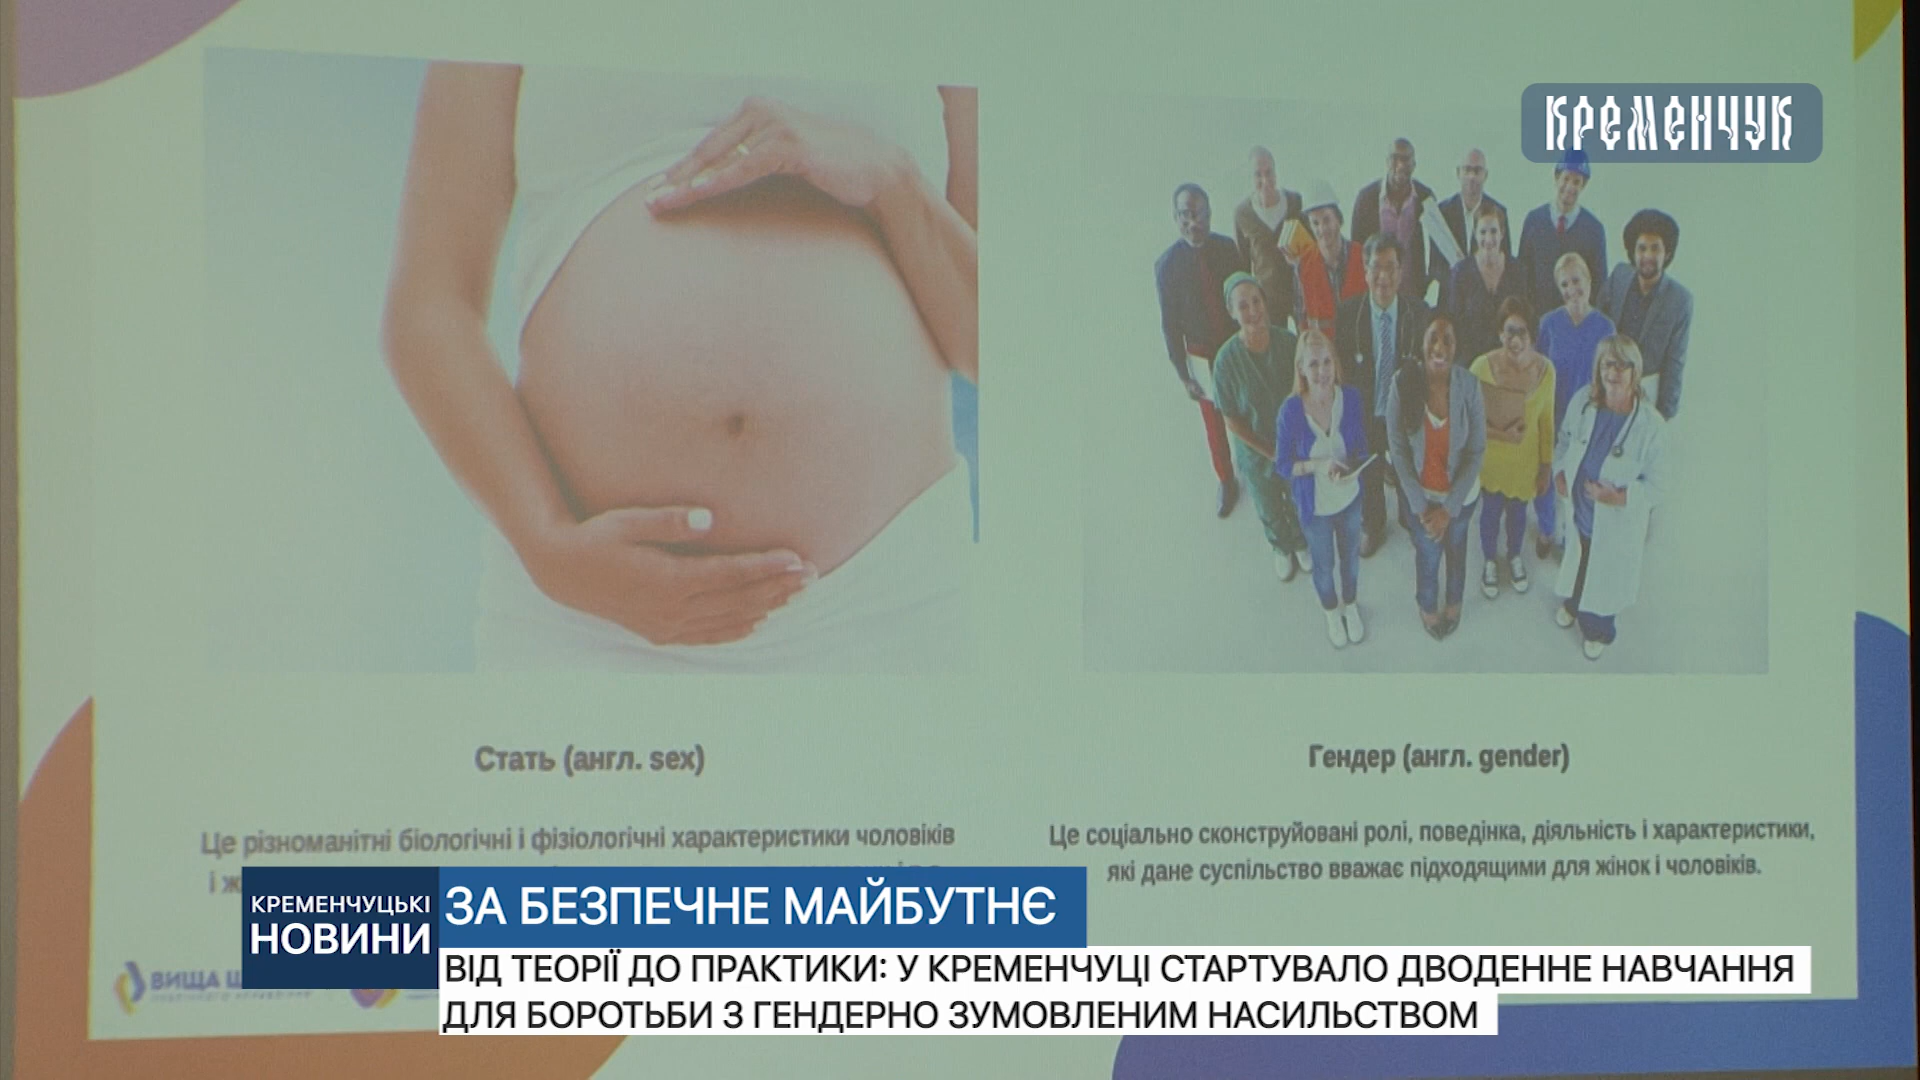 КРЕМЕНЧУК
Стать (англ. sex)
Гендер (англ. gender)
Це різноманітні біологічні і фізіологічні характеристики чоловіків
і
Це соціально сконструйовані ролі, поведінка, діяльність і характеристики,
які дане суспільство вважає підходящими для жінок і чоловіків.
ВИЩА
КРЕМЕНЧУЦЬКІ
НОВИНИ
ЗА БЕЗПЕЧНЕ МАЙБУТНЄ
ВІД ТЕОРІЇ ДО ПРАКТИКИ: У КРЕМЕНЧУЦІ СТАРТУВАЛО ДВОДЕННЕ НАВЧАННЯ
ДЛЯ БОРОТЬБИ З ГЕНДЕРНО ЗУМОВЛЕНИМ НАСИЛЬСТВОМ